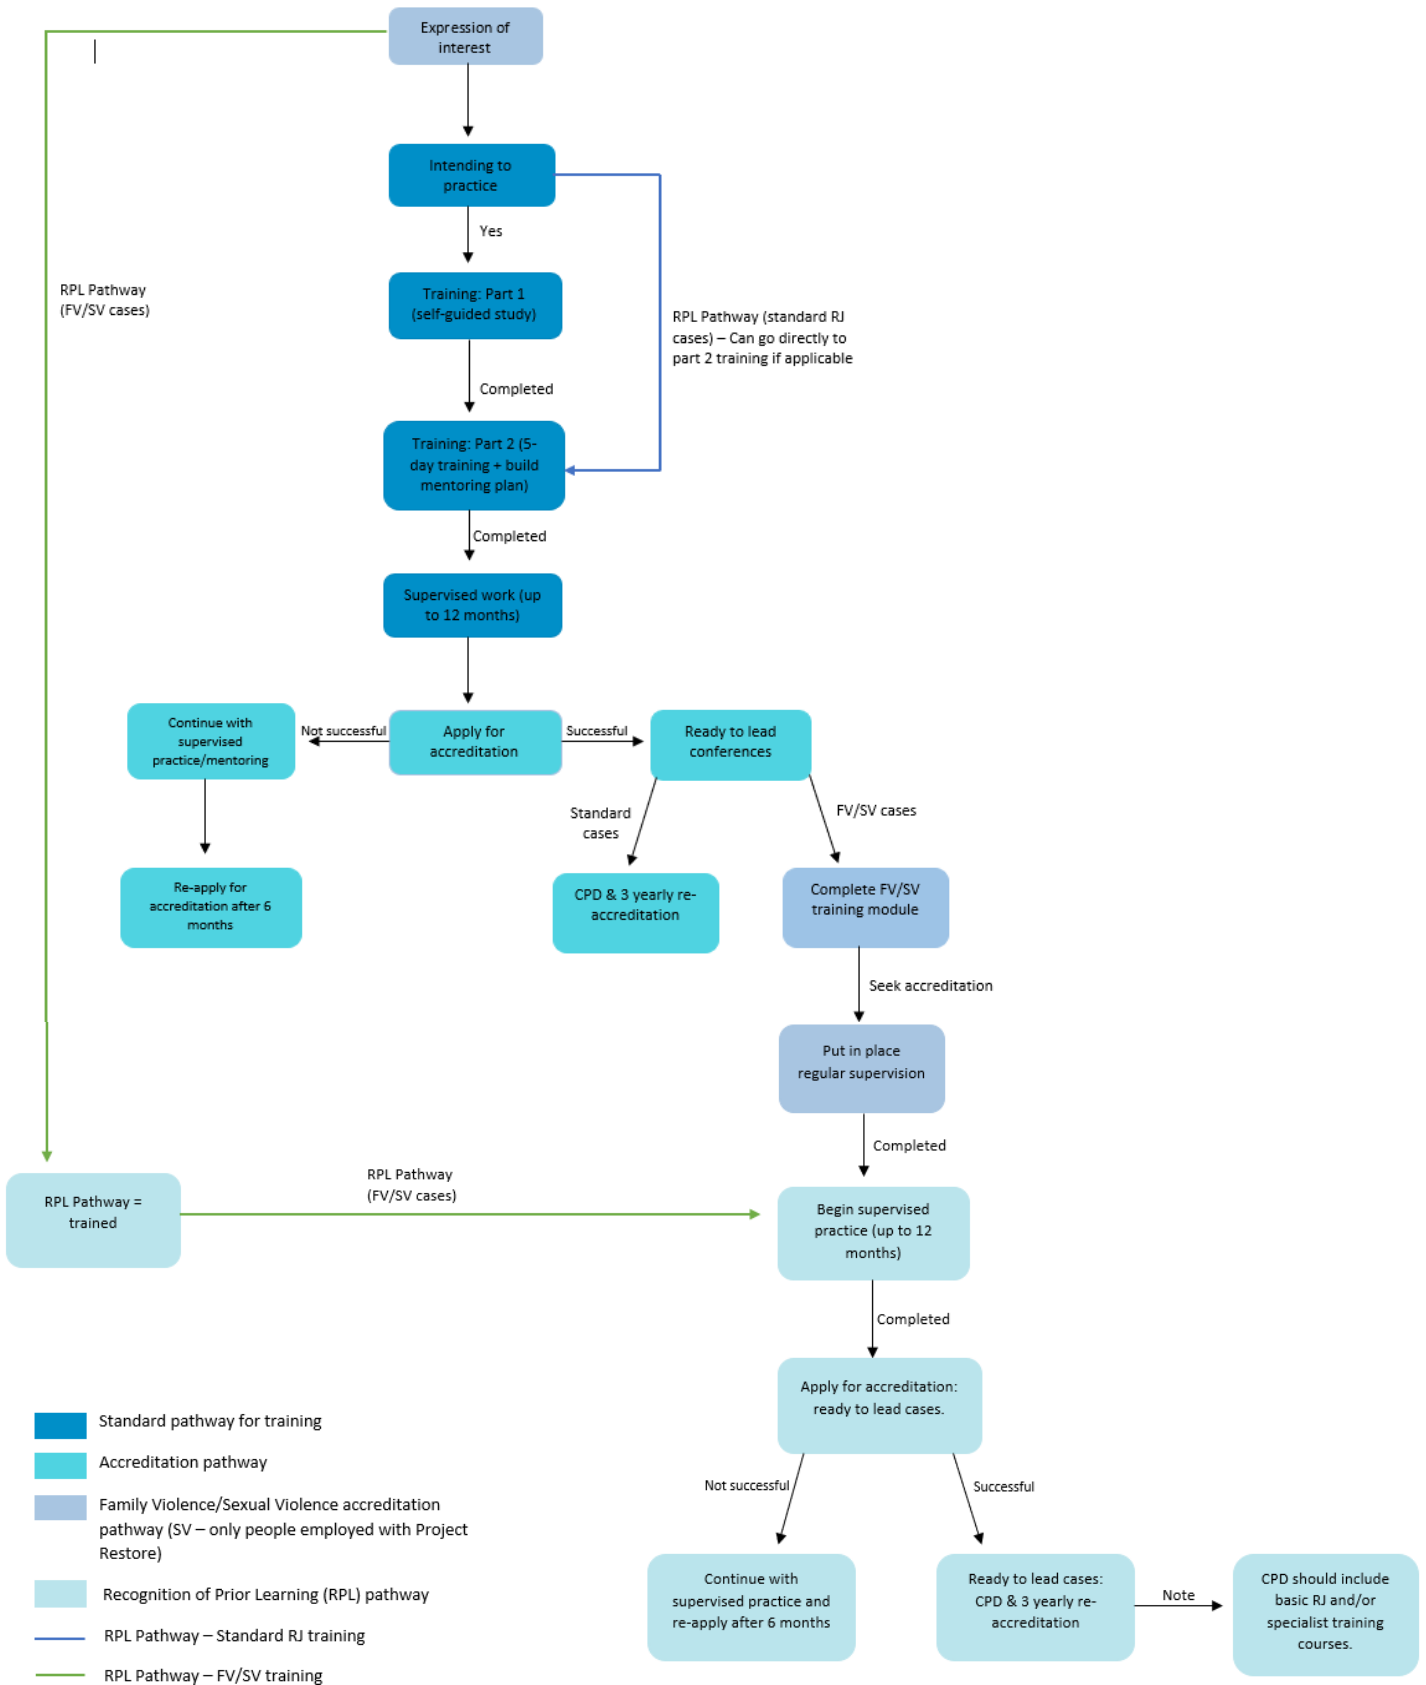 Expression of
interest
Intending to
practice
Yes
RPL Pathway
(FV/SV cases)
Training: Part 1
(self-guided study)
RPL Pathway (standard RJ
cases) – Can go directly to
part 2 training if applicable
Completed
Training: Part 2 (5-
day training + build
mentoring plan)
Completed
Supervised work (up
to 12 months)
Continue with
supervised
practice/mentoring
Not successful
Apply for
accreditation
Successful
Ready to lead
conferences
Standard
cases
FV/SV cases
Re-apply for
accreditation after 6
months
CPD & 3 yearly re-
accreditation
Complete FV/SV
training module
Seek accreditation
Put in place
regular supervision
Completed
RPL Pathway =
trained
RPL Pathway
(FV/SV cases)
Begin supervised
practice (up to 12
months)
Completed
Apply for accreditation:
ready to lead cases.
Not successful
Successful
Continue with
supervised practice and
re-apply after 6 months
Ready to lead cases:
CPD & 3 yearly re-
accreditation
Note
CPD should include
basic RJ and/or
specialist training
courses.
Standard pathway for training
Accreditation pathway
Family Violence/Sexual Violence accreditation
pathway (SV – only people employed with Project
Restore)
Recognition of Prior Learning (RPL) pathway
RPL Pathway – Standard RJ training
RPL Pathway – FV/SV training